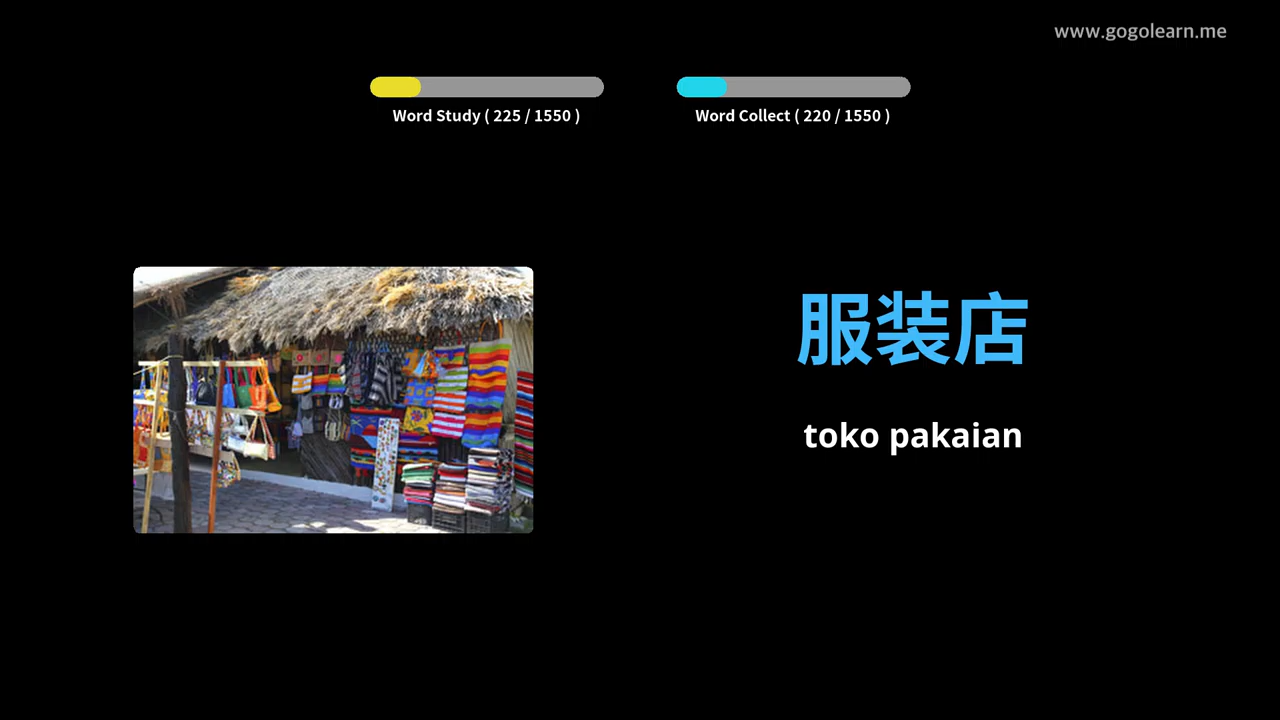 www.gogolearn.me
Word Study ( 225 / 1550 )
Word Collect ( 220 / 1550 )
服装店
toko pakaian